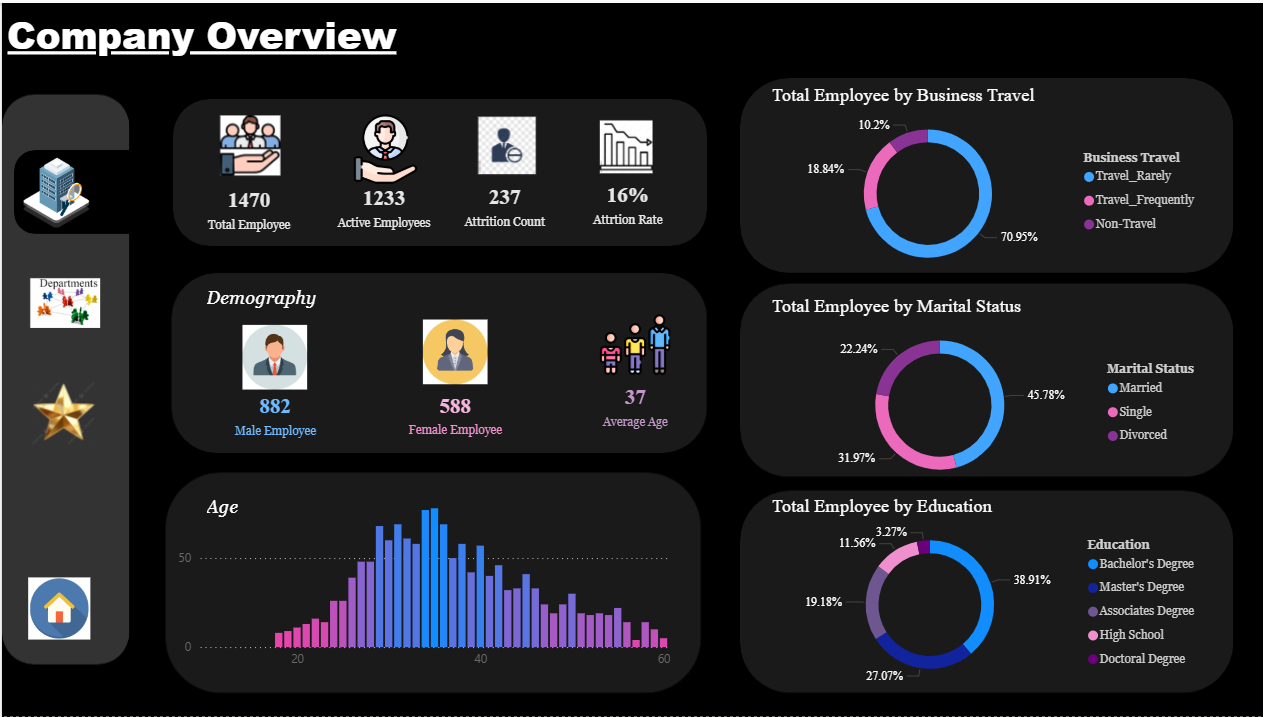 Company Overview
Departments
1470
Total Employee
1233
Active Employees
237
Attrition Count
16%
Attrtion Rate
Demography
882
Male Employee
588
Female Employee
37
Average Age
Age
50
0
20
40
60
Total Employee by Business Travel
10.2%
18.84%
70.95%
Business Travel
Travel_Rarely
Travel_Frequently
Non-Travel
Total Employee by Marital Status
22.24%
45.78%
31.97%
Marital Status
Married
Single
Divorced
Total Employee by Education
3.27%
11.56%
38.91%
19.18%
27.07%
Education
Bachelor's Degree
Master's Degree
Associates Degree
High School
Doctoral Degree